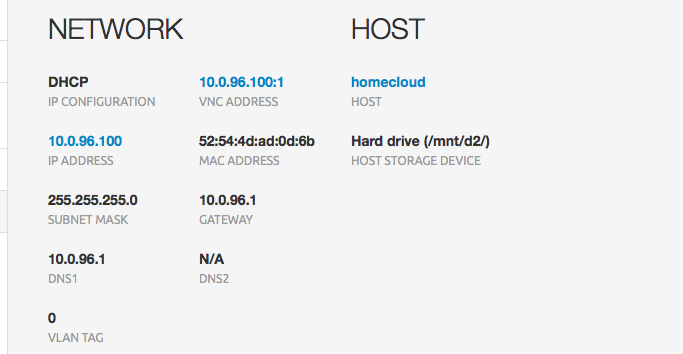 NETWORK
HOST
DHCP
IP CONFIGURATION
10.0.96.100:1
VNC ADDRESS
homecloud
HOST
10.0.96.100
IP ADDRESS
52:54:4d:ad:0d:6b
MAC ADDRESS
Hard drive (/mnt/d2/)
HOST STORAGE DEVICE
255.255.255.0
SUBNET MASK
10.0.96.1
GATEWAY
10.0.96.1
DNS1
N/A
DNS2
0
VLAN TAG